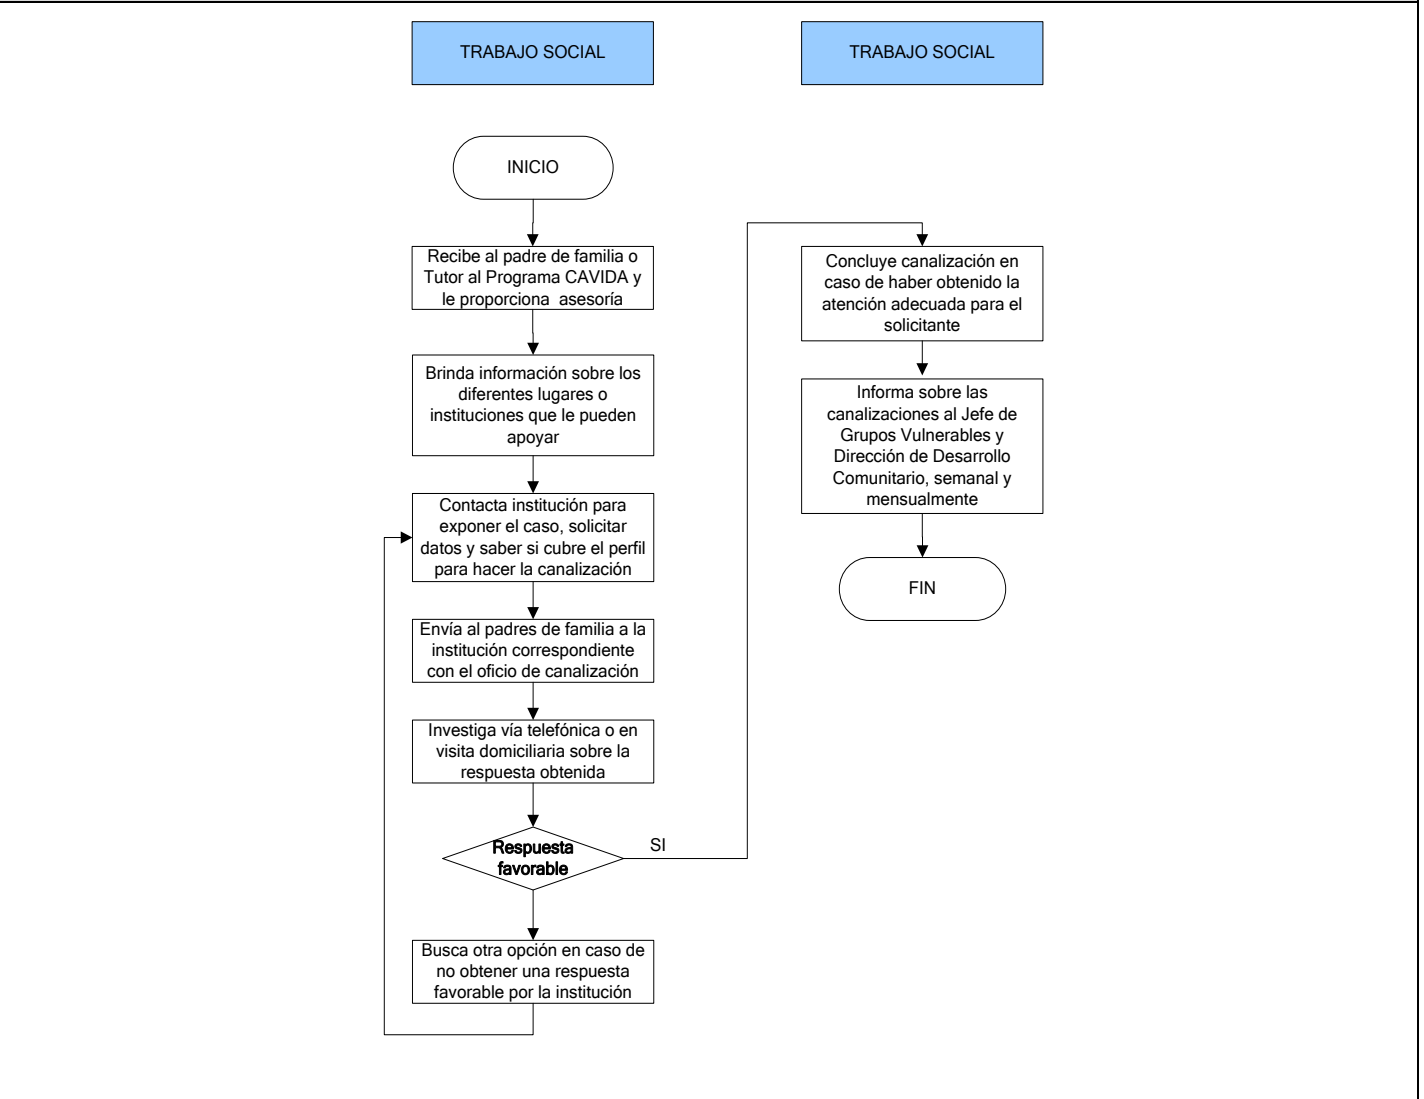 TRABAJO SOCIAL
INICIO
Recibe al padre de familia o
Tutor al Programa CAVIDA y
le proporciona asesoría
Brinda información sobre los
diferentes lugares o
instituciones que le pueden
apoyar
Contacta institución para
exponer el caso, solicitar
datos y saber si cubre el perfil
para hacer la canalización
Envía al padres de familia a la
institución correspondiente
con el oficio de canalización
Investiga vía telefónica o en
visita domiciliaria sobre la
respuesta obtenida
Respuesta
favorable
SI
Busca otra opción en caso de
no obtener una respuesta
favorable por la institución
TRABAJO SOCIAL
Concluye canalización en
caso de haber obtenido la
atención adecuada para el
solicitante
Informa sobre las
canalizaciones al Jefe de
Grupos Vulnerables y
Dirección de Desarrollo
Comunitario, semanal y
mensualmente
FIN